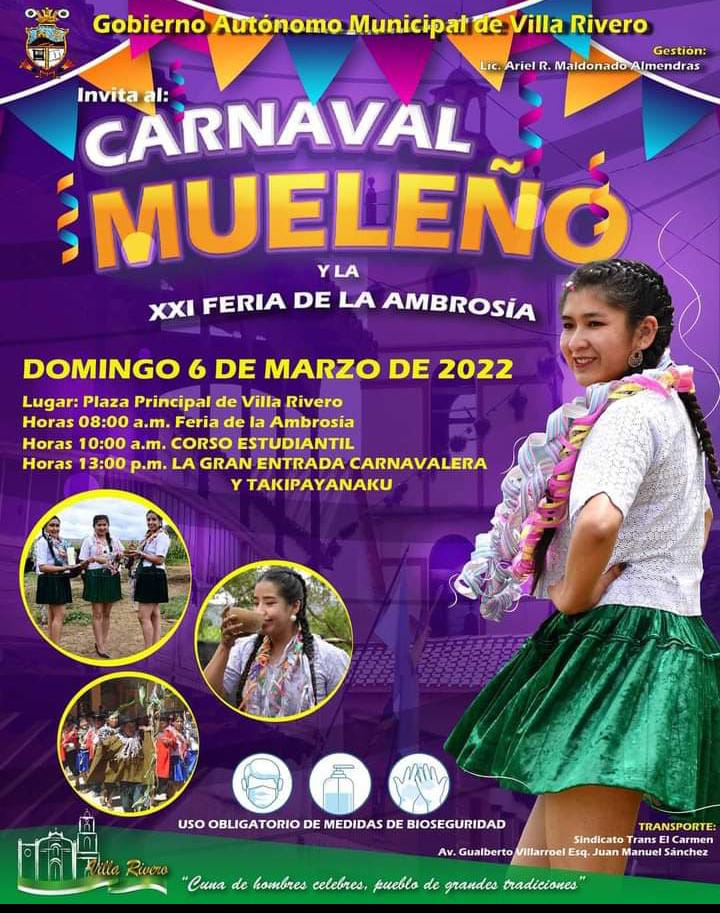 Gobierno Autónomo Municipal de Villa Rivero
Gestión:
Lic. Ariel R. Maldonado Almendras
Invita al:
CARNAVAL
MUELEÑO
Y LA
XXI FERIA DE LA AMBROSÍA
DOMINGO 6 DE MARZO DE 2022
Lugar: Plaza Principal de Villa Rivero
Horas 08:00 a.m. Feria de la Ambrosía
Horas 10:00 a.m. CORSO ESTUDIANTIL
Horas 13:00 p.m. LA GRAN ENTRADA CARNAVALERA
Y TAKIPAYANAKU
USO OBLIGATORIO DE MEDIDAS DE BIOSEGURIDAD
TRANSPORTE:
Sindicato Trans El Carmen
Av. Gualberto Villarroel Esq. Juan Manuel Sánchez
Villa Rivero
"Cuna de hombres celebres, pueblo de grandes tradiciones"